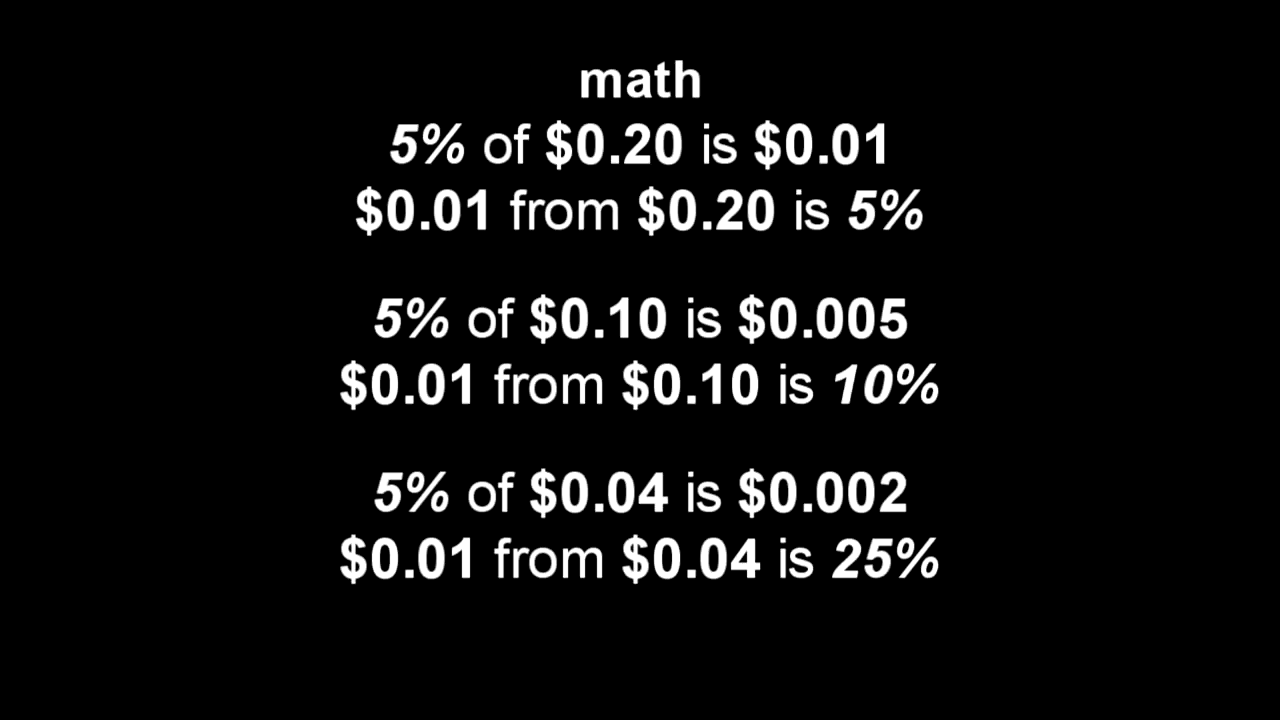 math
5% of $0.20 is $0.01
$0.01 from $0.20 is 5%
5% of $0.10 is $0.005
$0.01 from $0.10 is 10%
5% of $0.04 is $0.002
$0.01 from $0.04 is 25%